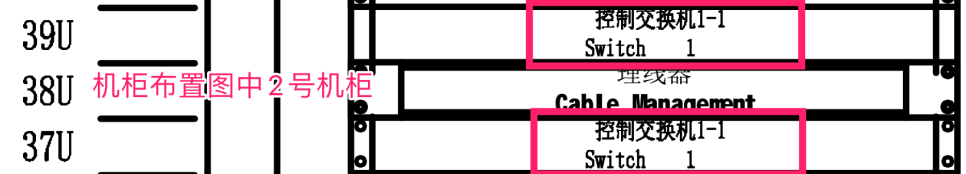 39U
控制交换机1-1
Switch 1
38U
机柜布置图中2号机柜
理线器
Cable Management
37U
控制交换机1-1
Switch 1